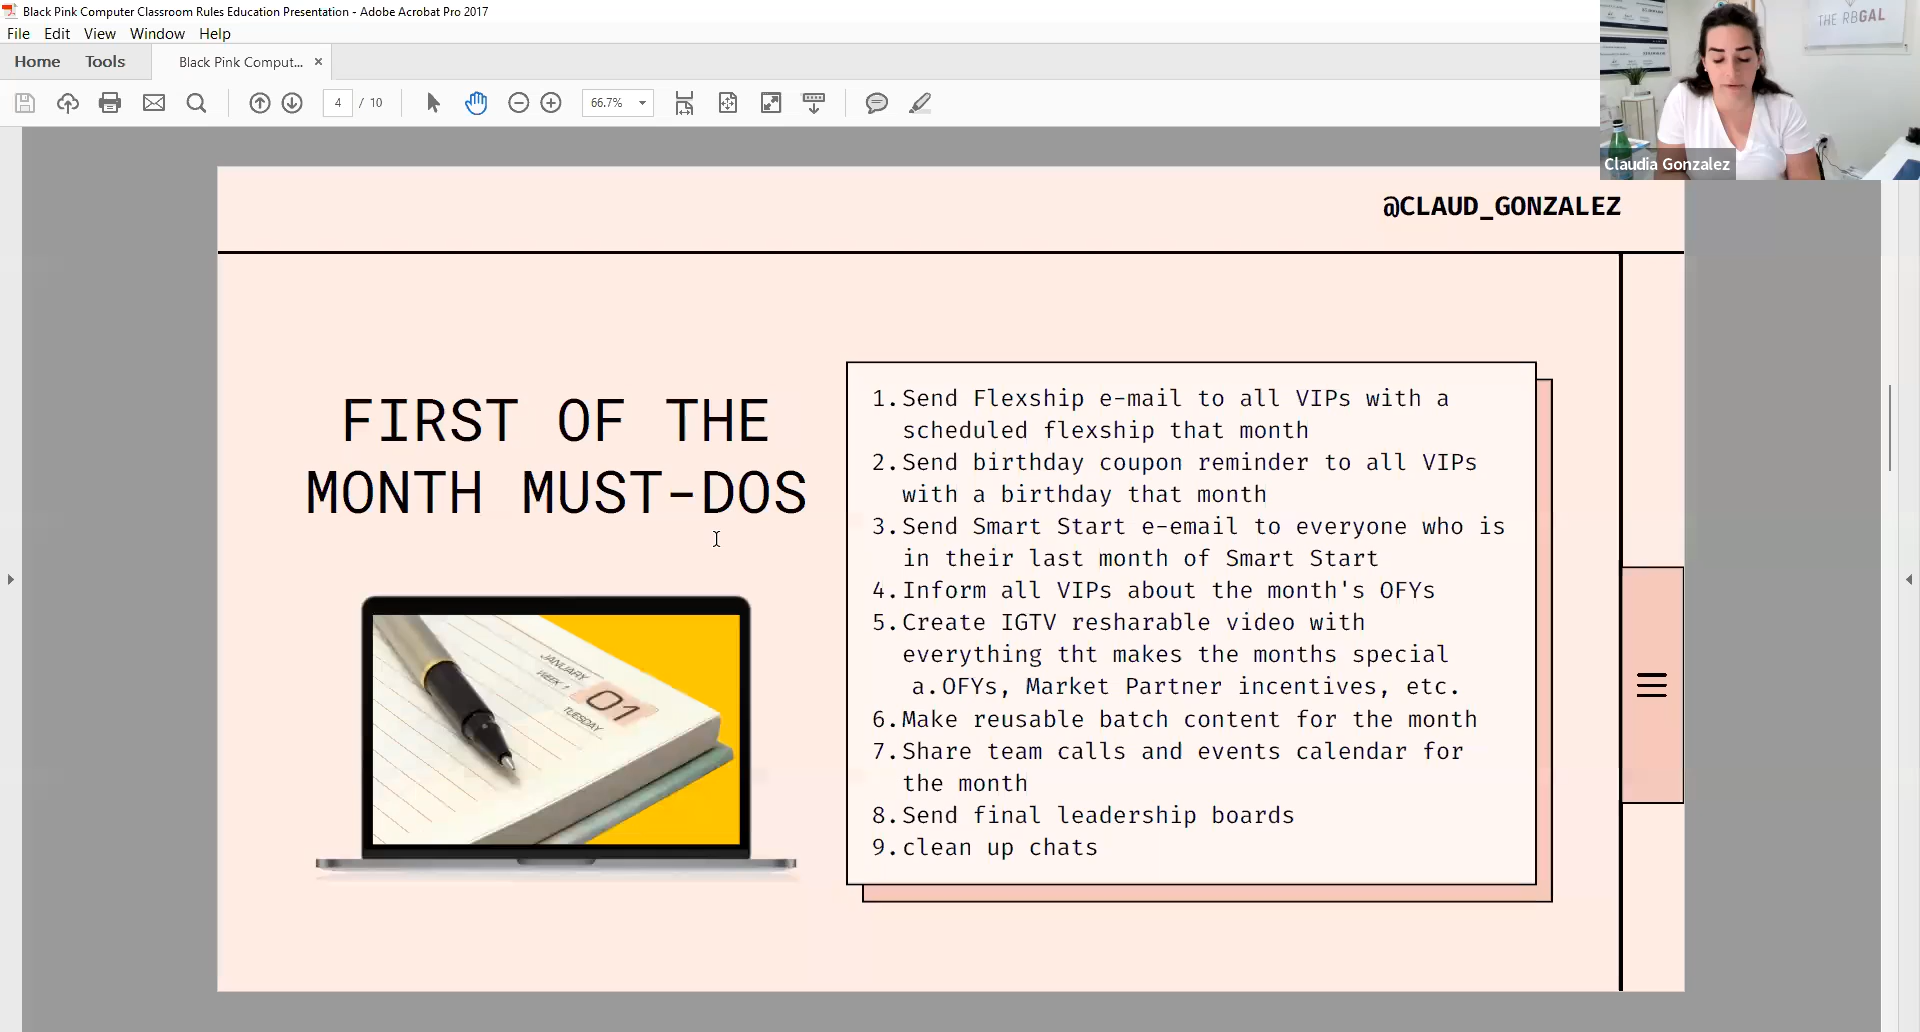 Black Pink Computer Classroom Rules Education Presentation - Adobe Acrobat Pro 2017
File Edit View Window Help
Home Tools Black Pink Comput... ×
4 / 10 66.7%
THE RBGAL
Claudia Gonzalez
@CLAUD_GONZALEZ
FIRST OF THE
MONTH MUST-DOS
JANUARY
WEEK 1
01
TUESDAY
1. Send Flexship e-mail to all VIPs with a
scheduled flexship that month
2. Send birthday coupon reminder to all VIPs
with a birthday that month
3. Send Smart Start e-email to everyone who is
in their last month of Smart Start
4. Inform all VIPs about the month's OFYs
5. Create IGTV resharable video with
everything tht makes the months special
a. OFYs, Market Partner incentives, etc.
6. Make reusable batch content for the month
7. Share team calls and events calendar for
the month
8. Send final leadership boards
9. clean up chats